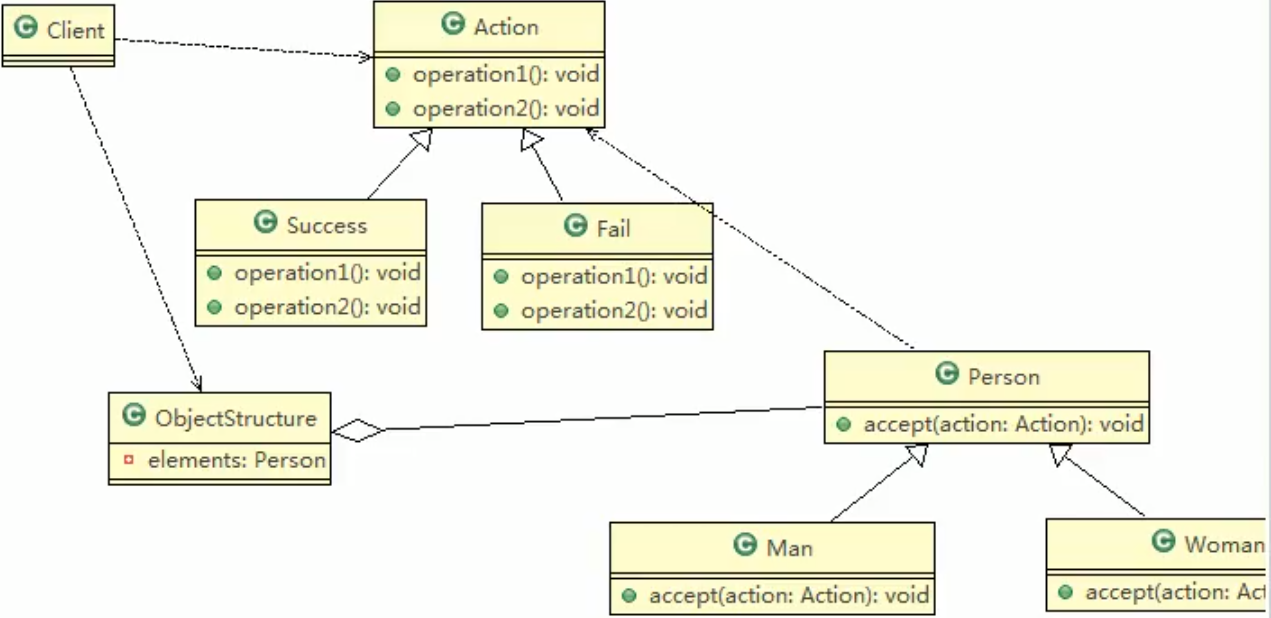 Client
Action
operation1(): void
operation2(): void
Success
operation1(): void
operation2(): void
Fail
operation1(): void
operation2(): void
ObjectStructure
elements: Person
Person
accept(action: Action): void
Man
accept(action: Action): void
Woman
accept(action: Act